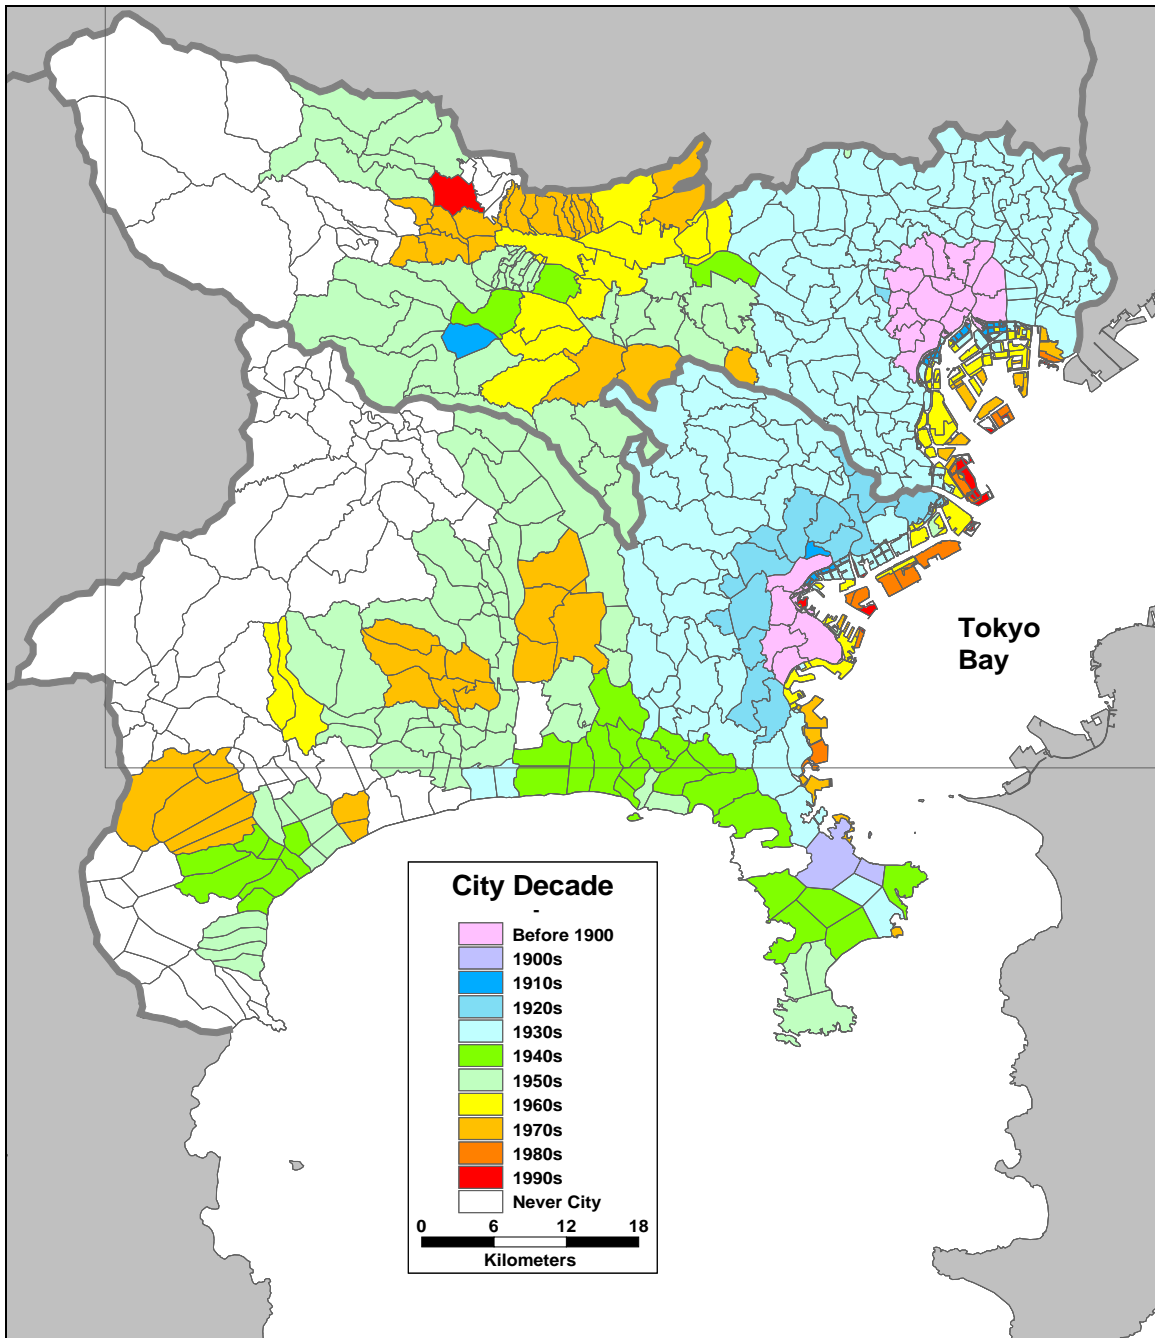 Tokyo
Bay
City Decade
-
Before 1900
1900s
1910s
1920s
1930s
1940s
1950s
1960s
1970s
1980s
1990s
Never City
0 6 12 18
Kilometers